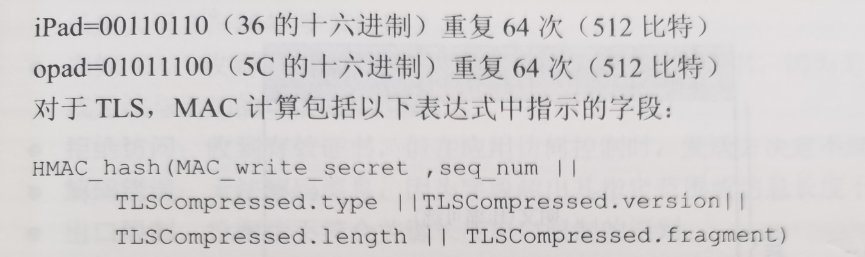 iPad=00110110（36 的十六进制）重复 64 次（512 比特）
opad=01011100（5C 的十六进制）重复 64 次（512 比特）
对于 TLS，MAC 计算包括以下表达式中指示的字段：
HMAC_hash(MAC_write_secret ,seq_num ||
TLSCompressed.type ||TLSCompressed.version||
TLSCompressed.length || TLSCompressed.fragment)